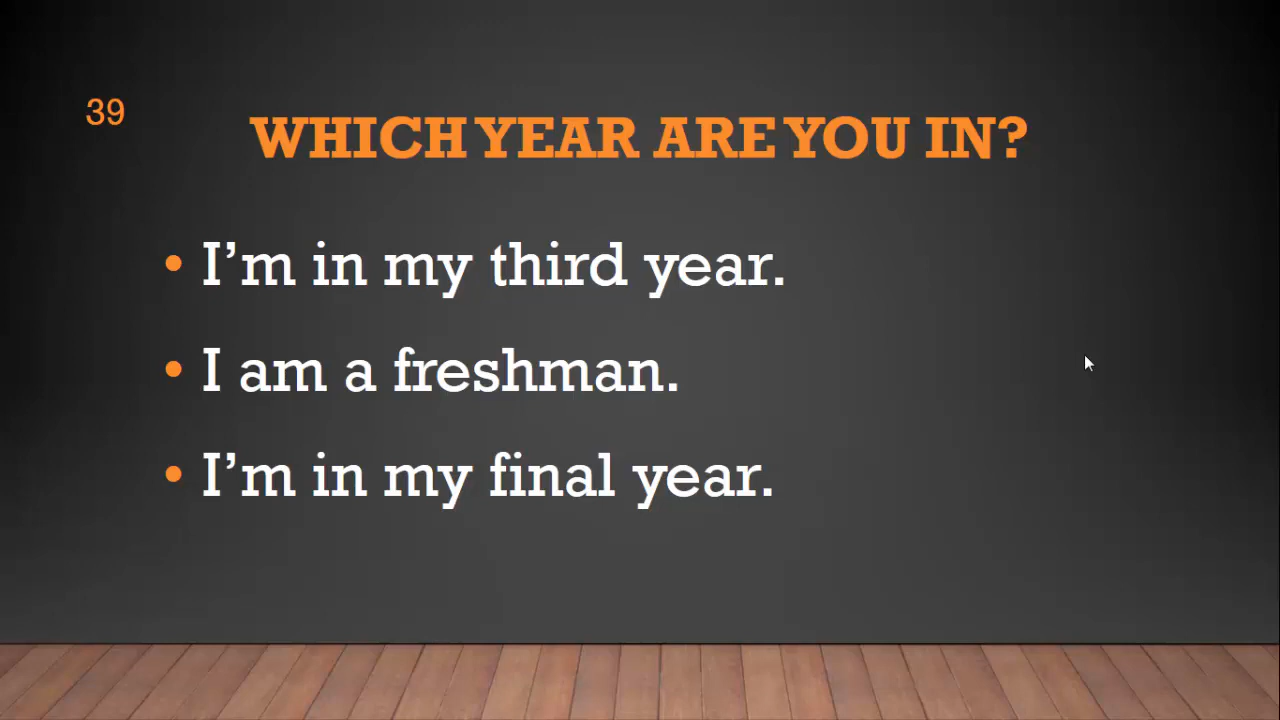 39
WHICH YEAR ARE YOU IN?
• I’m in my third year.
• I am a freshman.
• I’m in my final year.